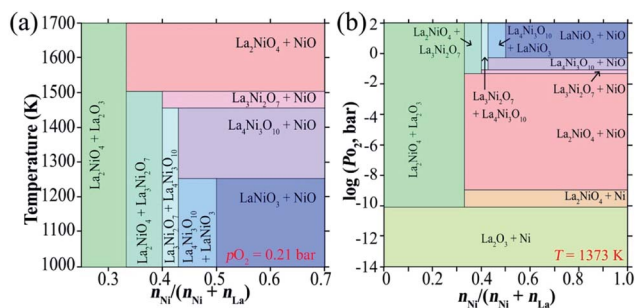 (a)
Temperature (K)
1700
1600
1500
1400
1300
1200
1100
1000
La₂NiO₄ + La₂O₃
La₂NiO₄ + NiO
La₃Ni₂O₇ + NiO
La₄Ni₃O₁₀ + NiO
La₂NiO₄ + La₃Ni₂O₇
La₃Ni₂O₇ + La₄Ni₃O₁₀
La₄Ni₃O₁₀
+ LaNiO₃
LaNiO₃ + NiO
pO₂ = 0.21 bar
0.3
0.4
0.5
0.6
0.7
nNi/(nNi + nLa)
(b)
log (Po₂, bar)
2
0
-2
-4
-6
-8
-10
-12
-14
La₂NiO₄ +
La₃Ni₂O₇
La₄Ni₃O₁₀
+ LaNiO₃
LaNiO₃ + NiO
La₄Ni₃O₁₀ + NiO
La₃Ni₂O₇ + NiO
La₃Ni₂O₇
+ La₄Ni₃O₁₀
La₂NiO₄ + La₂O₃
La₂NiO₄ + NiO
La₂NiO₄ + Ni
La₂O₃ + Ni
T = 1373 K
0
0.2
0.4
0.6
0.8
1.0
nNi/(nNi + nLa)